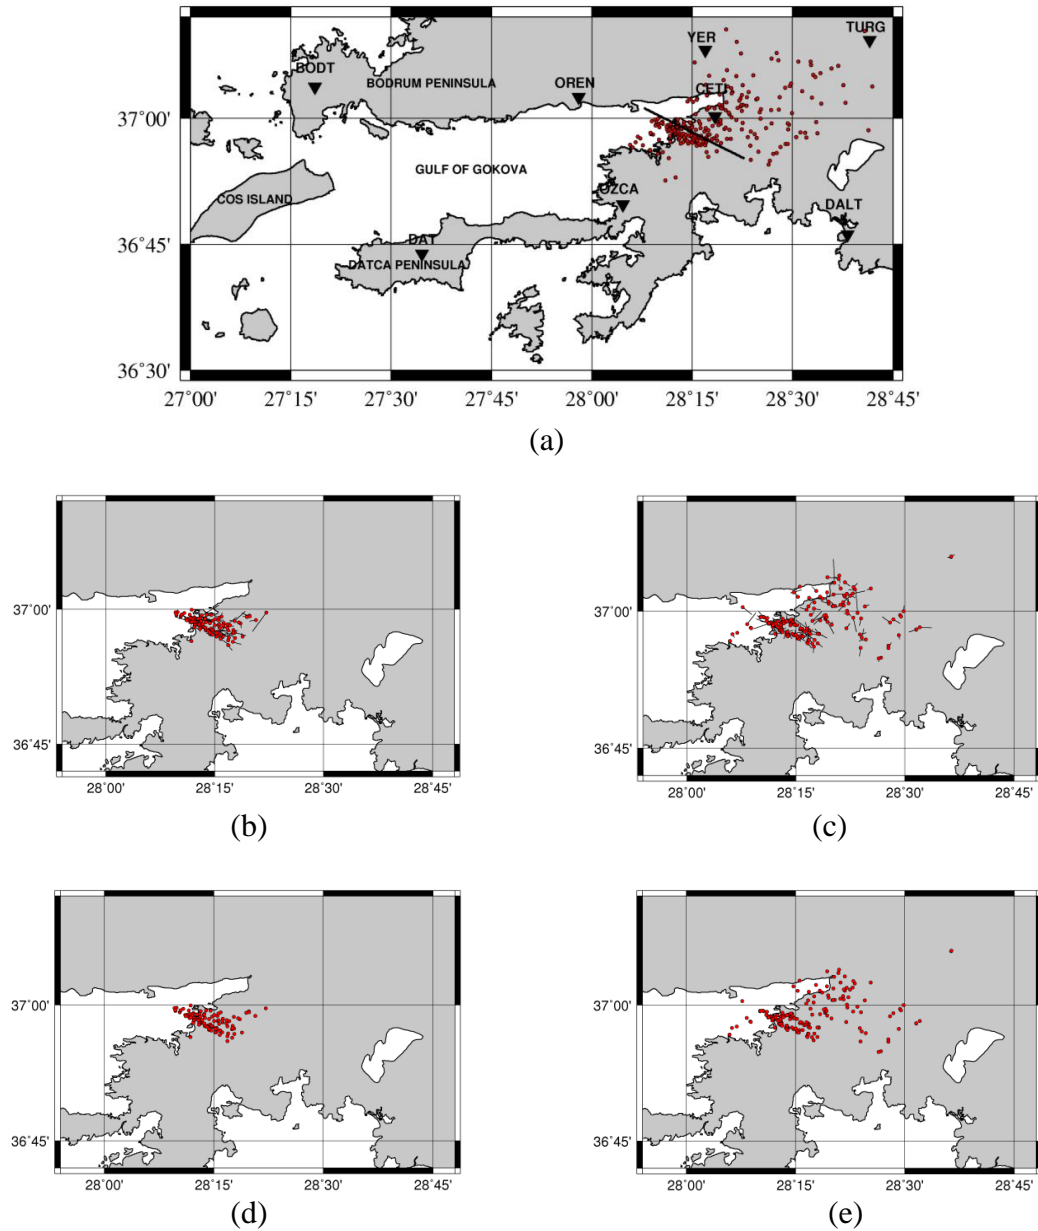 TURG
YER
BODT
BODRUM PENINSULA
OREN
CETI
37°00'
GULF OF GOKOVA
COS ISLAND
OZCA
DALT
36°45'
DAT
DATCA PENINSULA
36°30'
27°00' 27°15' 27°30' 27°45' 28°00' 28°15' 28°30' 28°45'
(a)
37°00'
36°45'
28°00' 28°15' 28°30' 28°45'
(b)
37°00'
36°45'
28°00' 28°15' 28°30' 28°45'
(c)
37°00'
36°45'
28°00' 28°15' 28°30' 28°45'
(d)
37°00'
36°45'
28°00' 28°15' 28°30' 28°45'
(e)